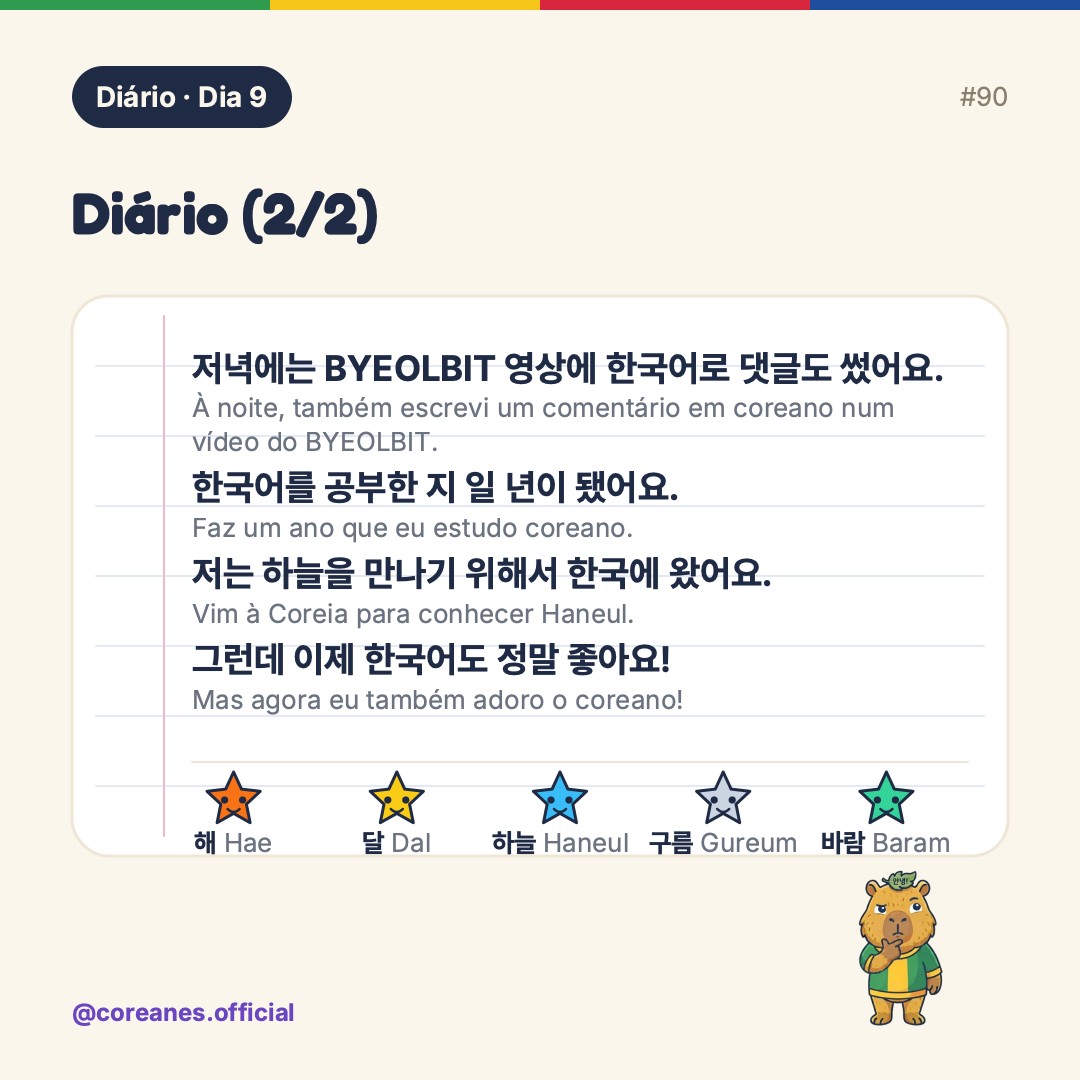 Diário · Dia 9
#90
Diário (2/2)
저녁에는 BYEOLBIT 영상에 한국어로 댓글도 썼어요.
À noite, também escrevi um comentário em coreano num
vídeo do BYEOLBIT.
한국어를 공부한 지 일 년이 됐어요.
Faz um ano que eu estudo coreano.
저는 하늘을 만나기 위해서 한국에 왔어요.
Vim à Coreia para conhecer Haneul.
그런데 이제 한국어도 정말 좋아요!
Mas agora eu também adoro o coreano!
해 Hae 달 Dal 하늘 Haneul 구름 Gureum 바람 Baram
안녕!
@coreanes.official